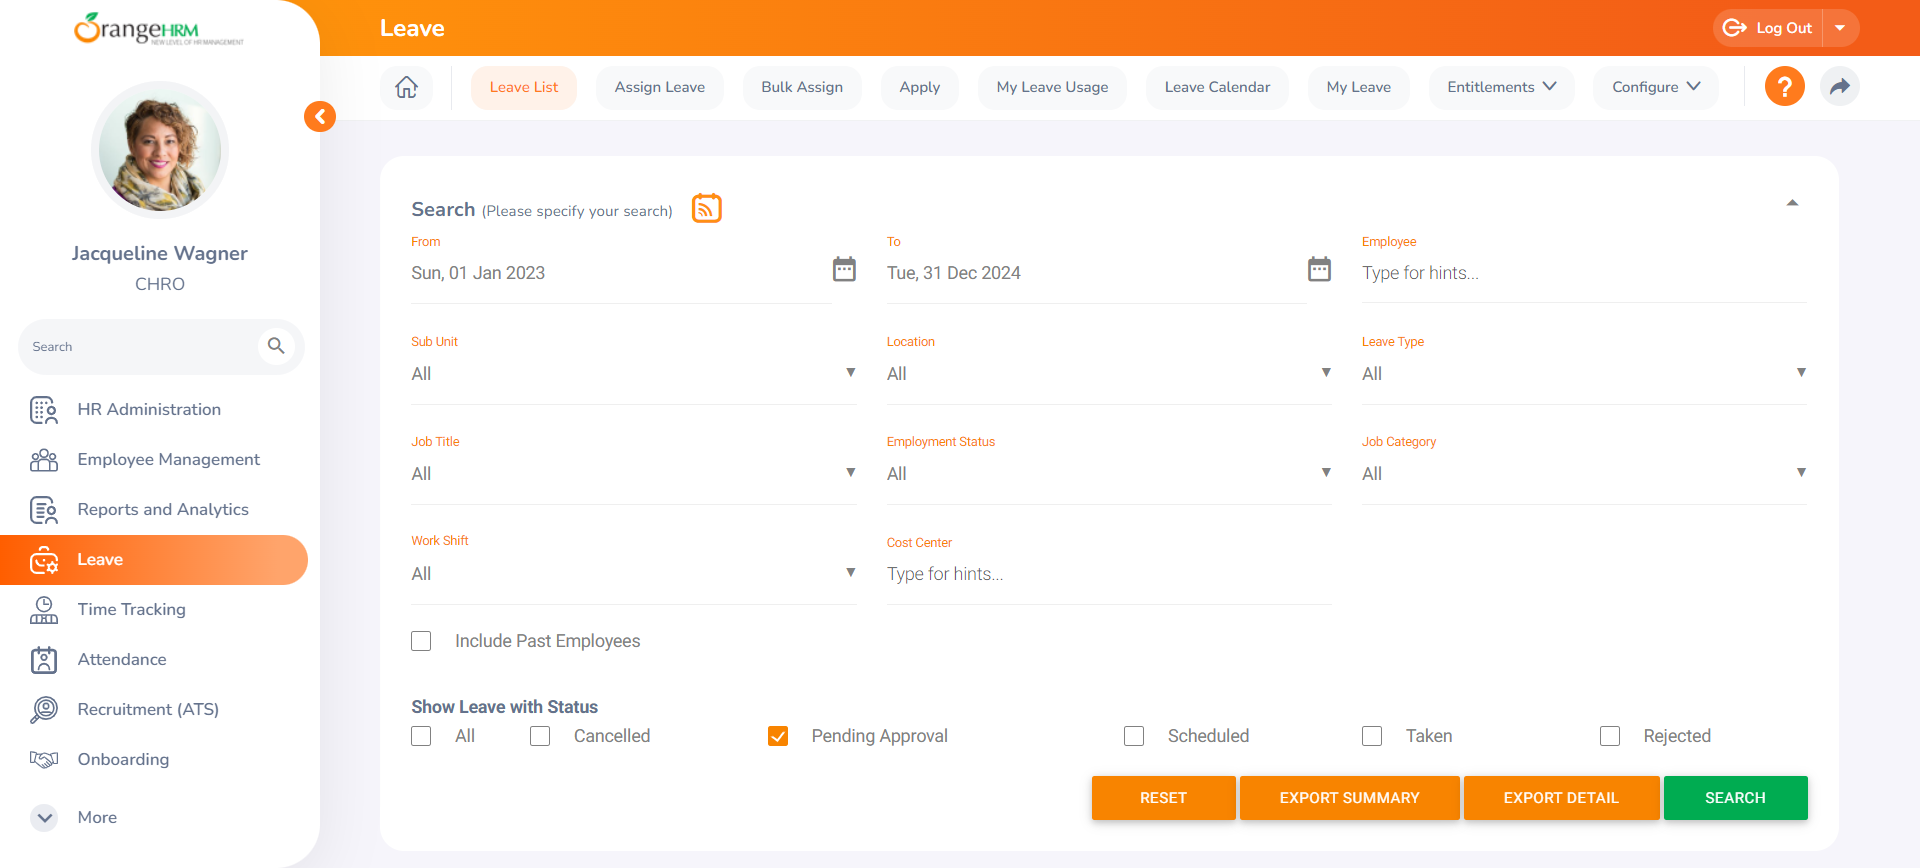 OrangeHRM
NEW LEVEL OF HR MANAGEMENT
Leave
Log Out
Leave List
Assign Leave
Bulk Assign
Apply
My Leave Usage
Leave Calendar
My Leave
Entitlements
Configure
?
Jacqueline Wagner
CHRO
Search
HR Administration
Employee Management
Reports and Analytics
Leave
Time Tracking
Attendance
Recruitment (ATS)
Onboarding
More
Search (Please specify your search)
From
Sun, 01 Jan 2023
To
Tue, 31 Dec 2024
Employee
Type for hints...
Sub Unit
All
Location
All
Leave Type
All
Job Title
All
Employment Status
All
Job Category
All
Work Shift
All
Cost Center
Type for hints...
Include Past Employees
Show Leave with Status
All
Cancelled
Pending Approval
Scheduled
Taken
Rejected
RESET
EXPORT SUMMARY
EXPORT DETAIL
SEARCH